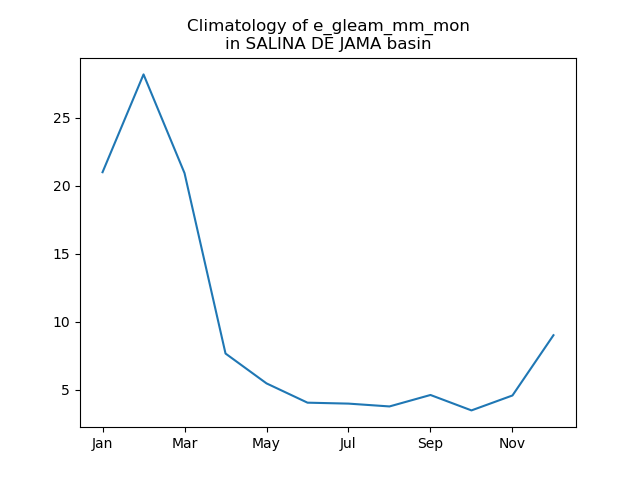 Climatology of e_gleam_mm_mon
in SALINA DE JAMA basin
25
20
15
10
5
Jan
Mar
May
Jul
Sep
Nov